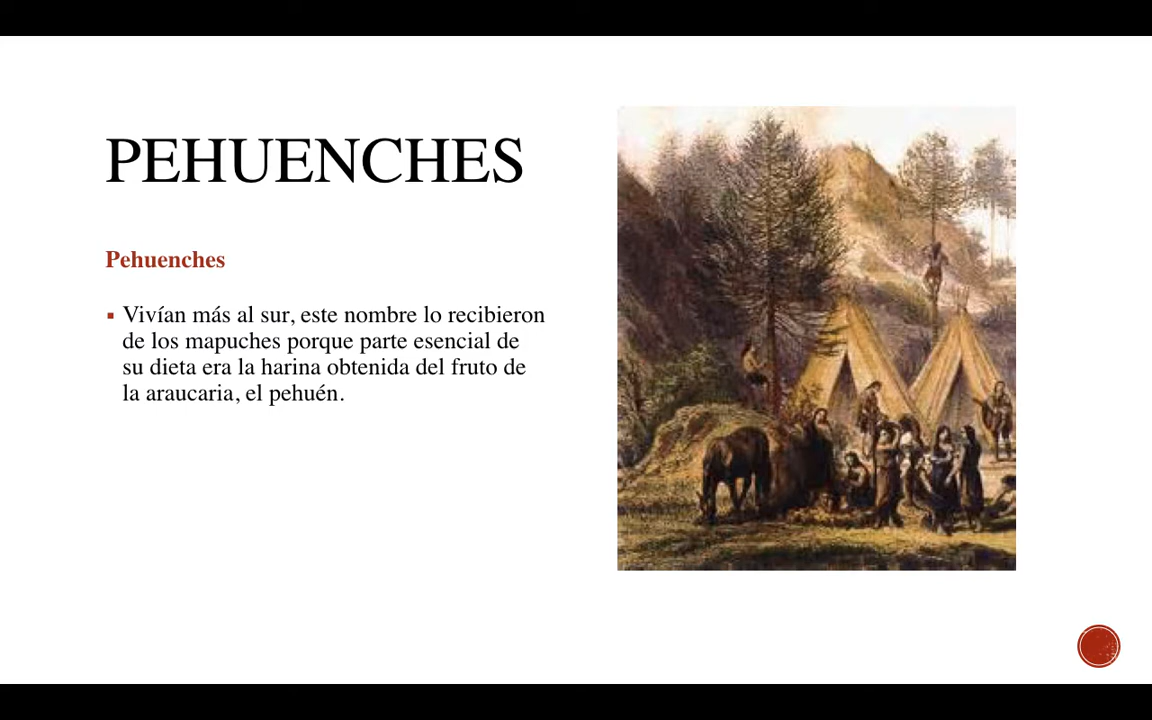 PEHUENCHES
Pehuenches
▪ Vivían más al sur, este nombre lo recibieron
de los mapuches porque parte esencial de
su dieta era la harina obtenida del fruto de
la araucaria, el pehuén.